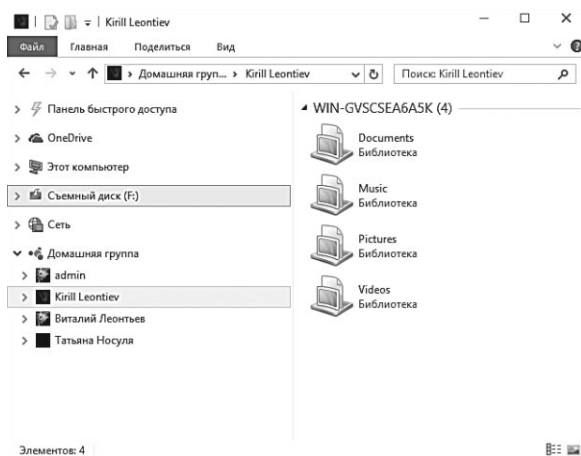 Kirill Leontiev
Файл Главная Поделиться Вид
Домашняя груп... Kirill Leontiev Поиск: Kirill Leontiev
Панель быстрого доступа
OneDrive
Этот компьютер
Съемный диск (F:)
Сеть
Домашняя группа
admin
Kirill Leontiev
Виталий Леонтьев
Татьяна Носуля
WIN-GVSCSEA6A5K (4)
Documents
Библиотека
Music
Библиотека
Pictures
Библиотека
Videos
Библиотека
Элементов: 4